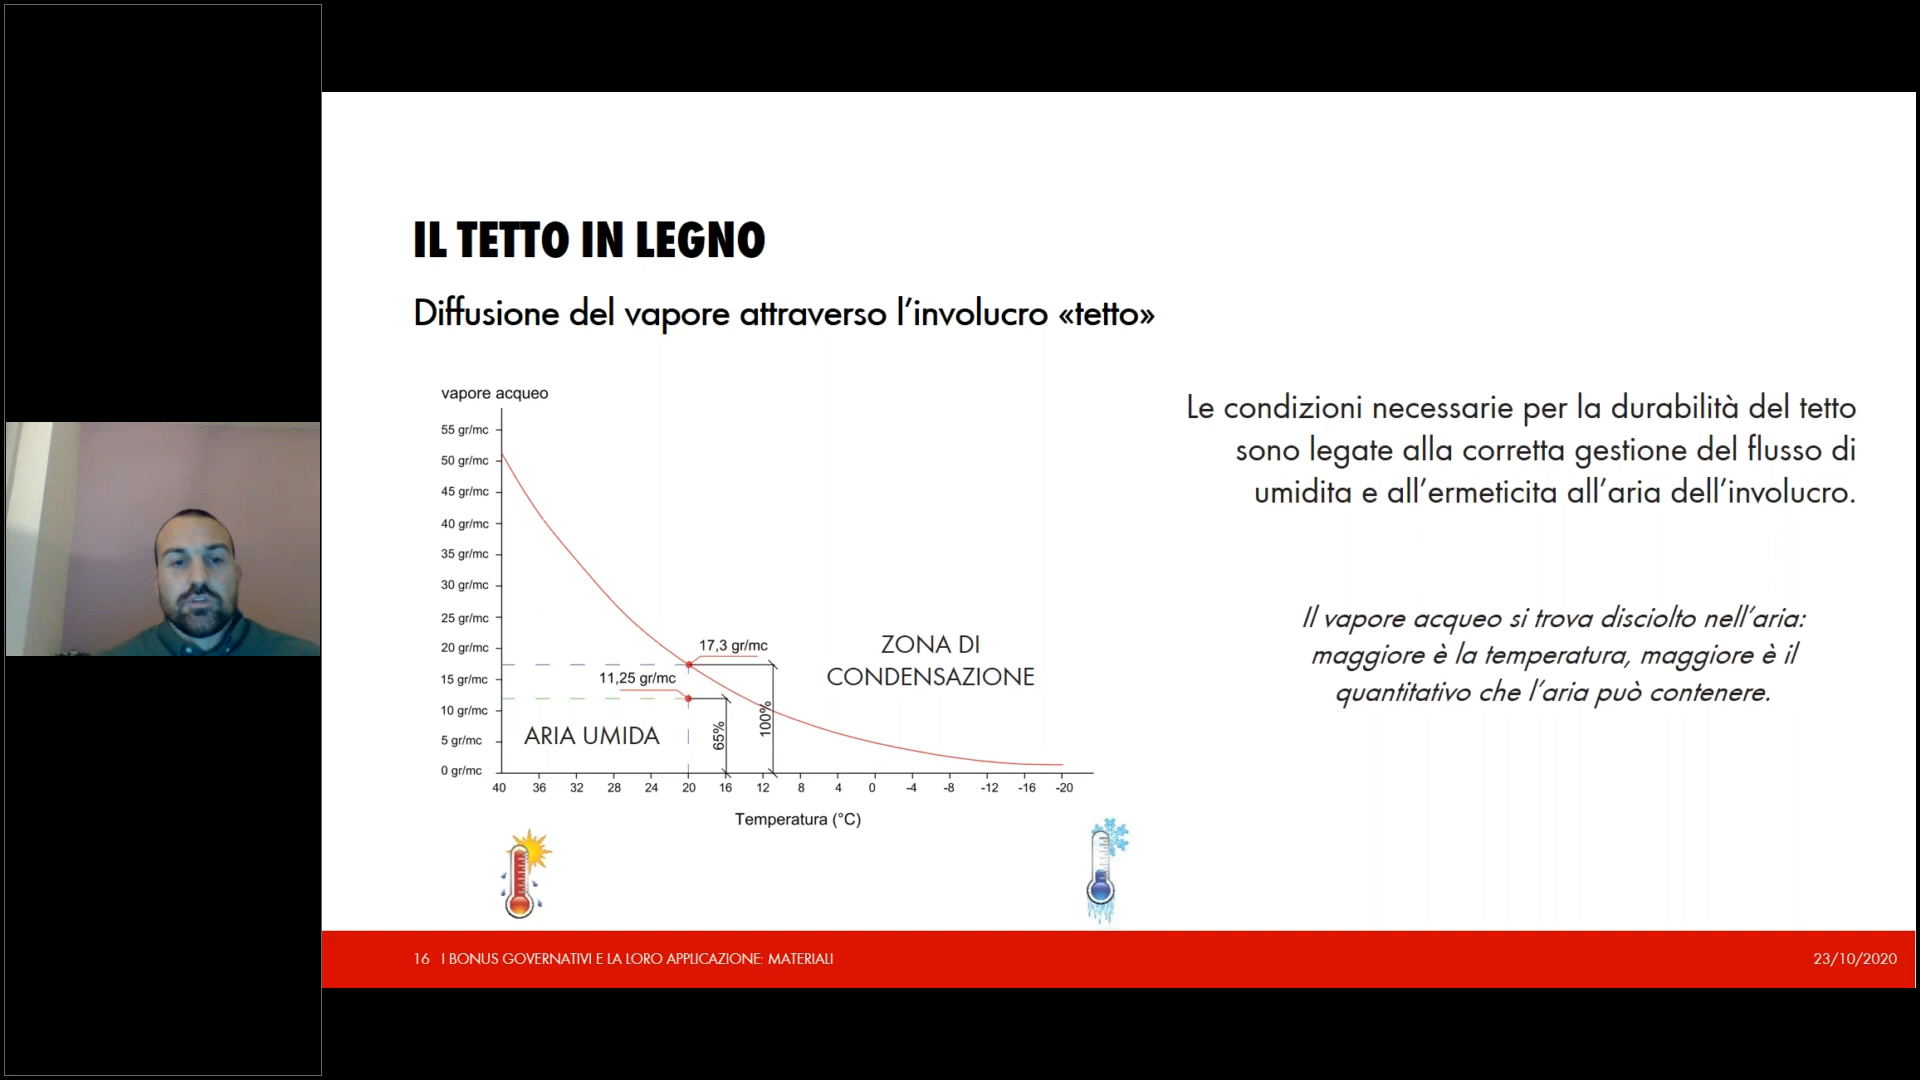 IL TETTO IN LEGNO
Diffusione del vapore attraverso l’involucro «tetto»
vapore acqueo
55 gr/mc
50 gr/mc
45 gr/mc
40 gr/mc
35 gr/mc
30 gr/mc
25 gr/mc
20 gr/mc
15 gr/mc
10 gr/mc
5 gr/mc
0 gr/mc
17,3 gr/mc
11,25 gr/mc
65%
100%
ARIA UMIDA
ZONA DI
CONDENSAZIONE
40 36 32 28 24 20 16 12 8 4 0 -4 -8 -12 -16 -20
Temperatura (°C)
Le condizioni necessarie per la durabilità del tetto
sono legate alla corretta gestione del flusso di
umidita e all’ermeticita all’aria dell’involucro.
Il vapore acqueo si trova disciolto nell’aria:
maggiore è la temperatura, maggiore è il
quantitativo che l’aria può contenere.
16 I BONUS GOVERNATIVI E LA LORO APPLICAZIONE: MATERIALI
23/10/2020